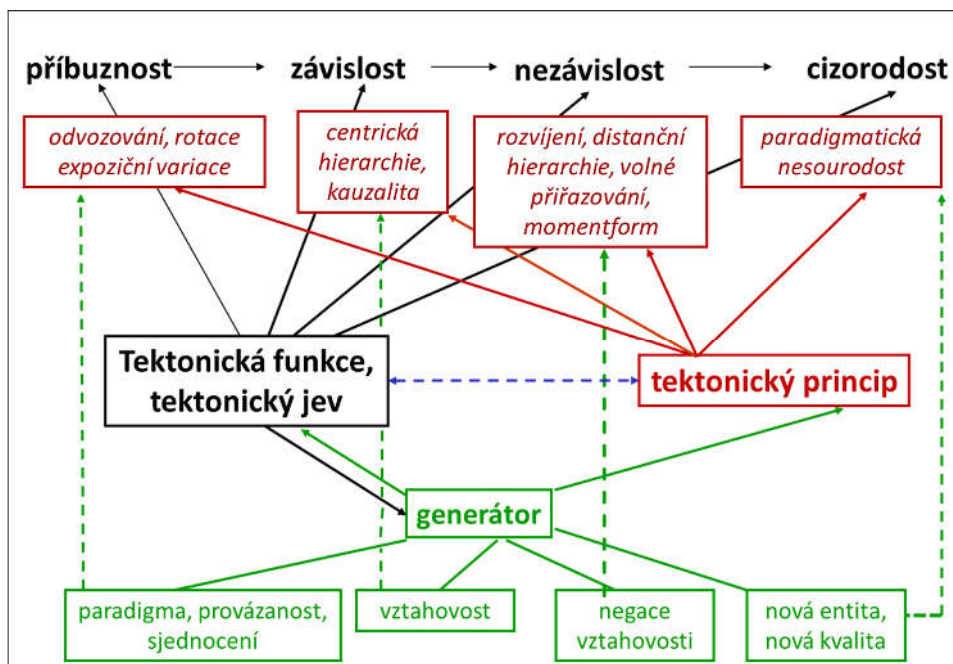 příbuznost
závislost
nezávislost
cizorodost
odvozování, rotace
expoziční variace
centrická
hierarchie,
kauzalita
rozvíjení, distanční
hierarchie, volné
přiřazování,
momentform
paradigmatická
nesourodost
Tektonická funkce,
tektonický jev
tektonický princip
generátor
paradigma, provázanost,
sjednocení
vztahovost
negace
vztahovosti
nová entita,
nová kvalita